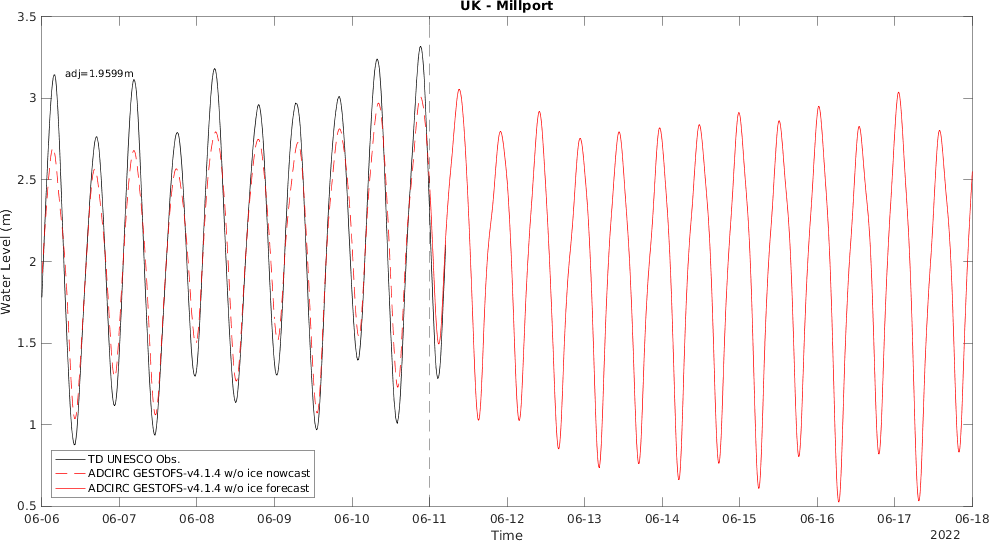 UK - Millport
3.5
3
2.5
2
1.5
1
0.5
Water Level (m)
adj=1.9599m
TD UNESCO Obs.
ADCIRC GESTOFS-v4.1.4 w/o ice nowcast
ADCIRC GESTOFS-v4.1.4 w/o ice forecast
06-06 06-07 06-08 06-09 06-10 06-11 06-12 06-13 06-14 06-15 06-16 06-17 06-18
Time
2022